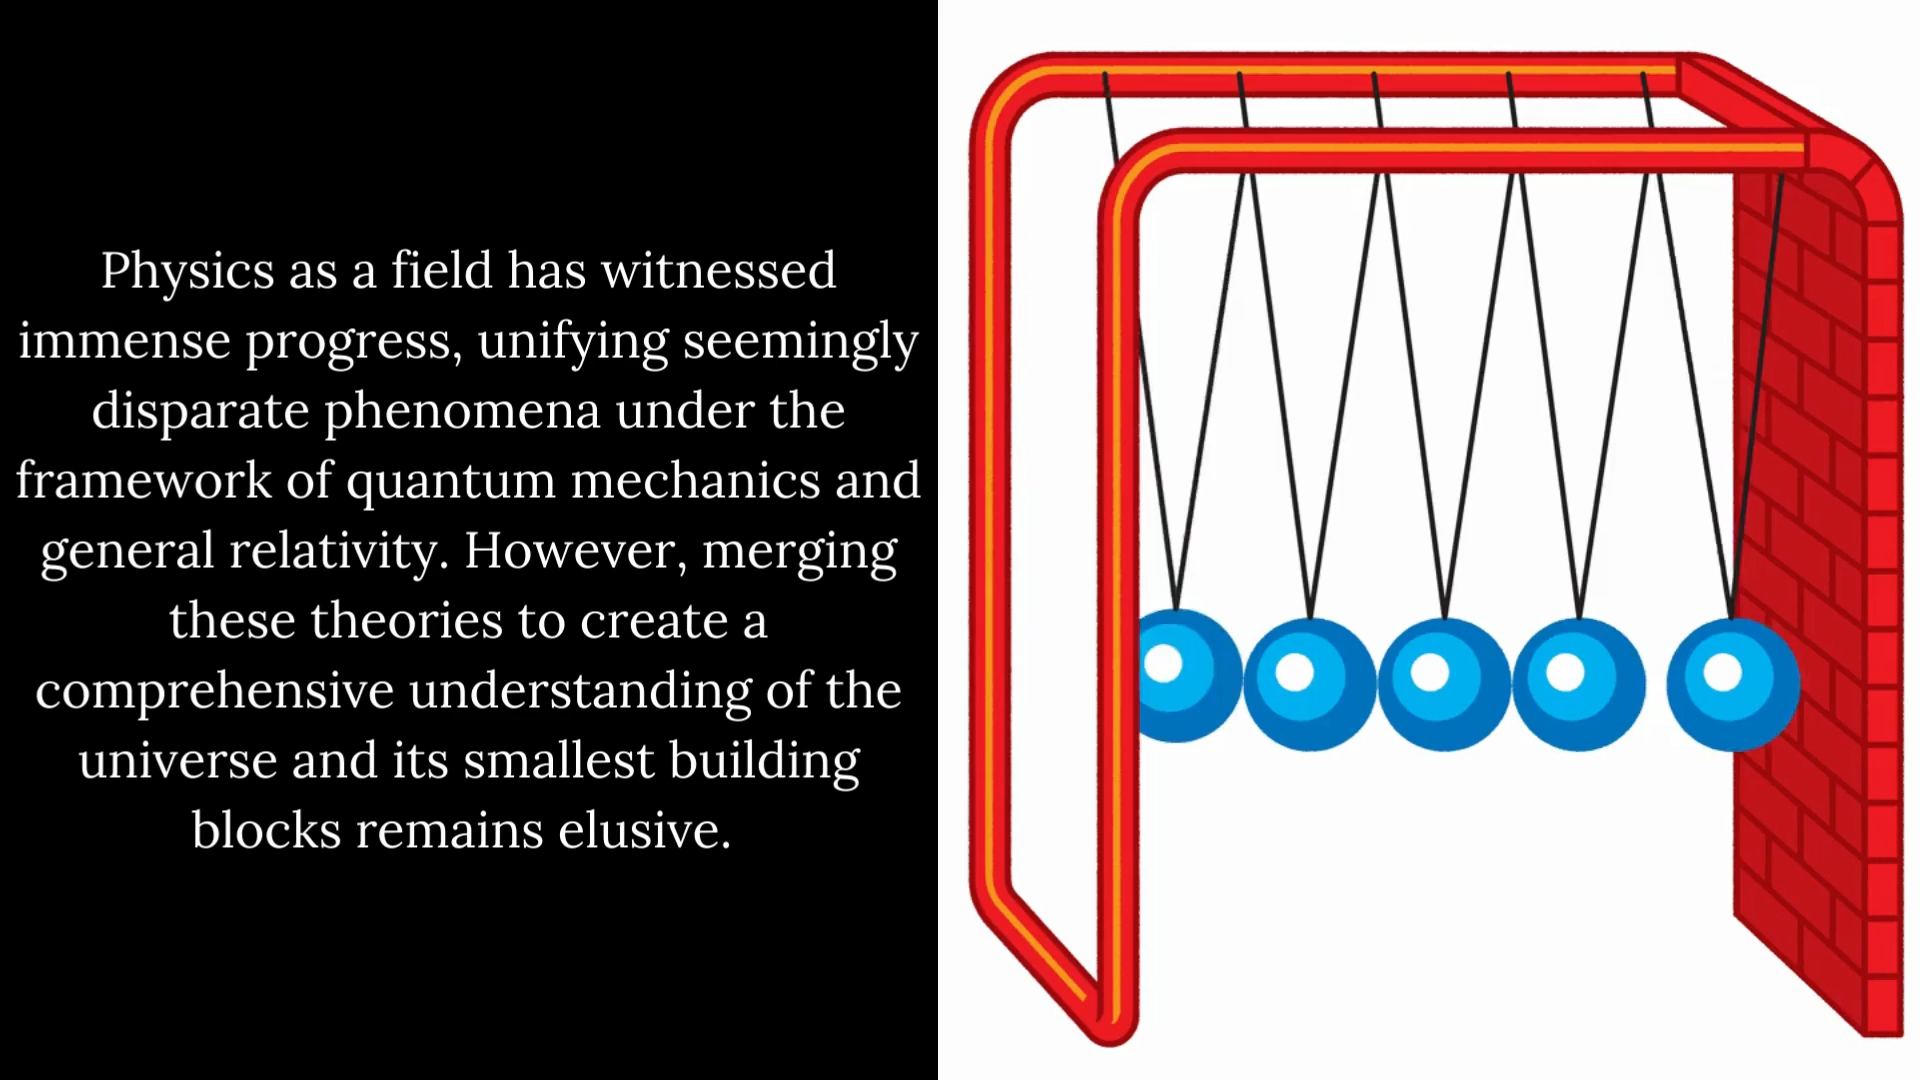 Physics as a field has witnessed
immense progress, unifying seemingly
disparate phenomena under the
framework of quantum mechanics and
general relativity. However, merging
these theories to create a
comprehensive understanding of the
universe and its smallest building
blocks remains elusive.